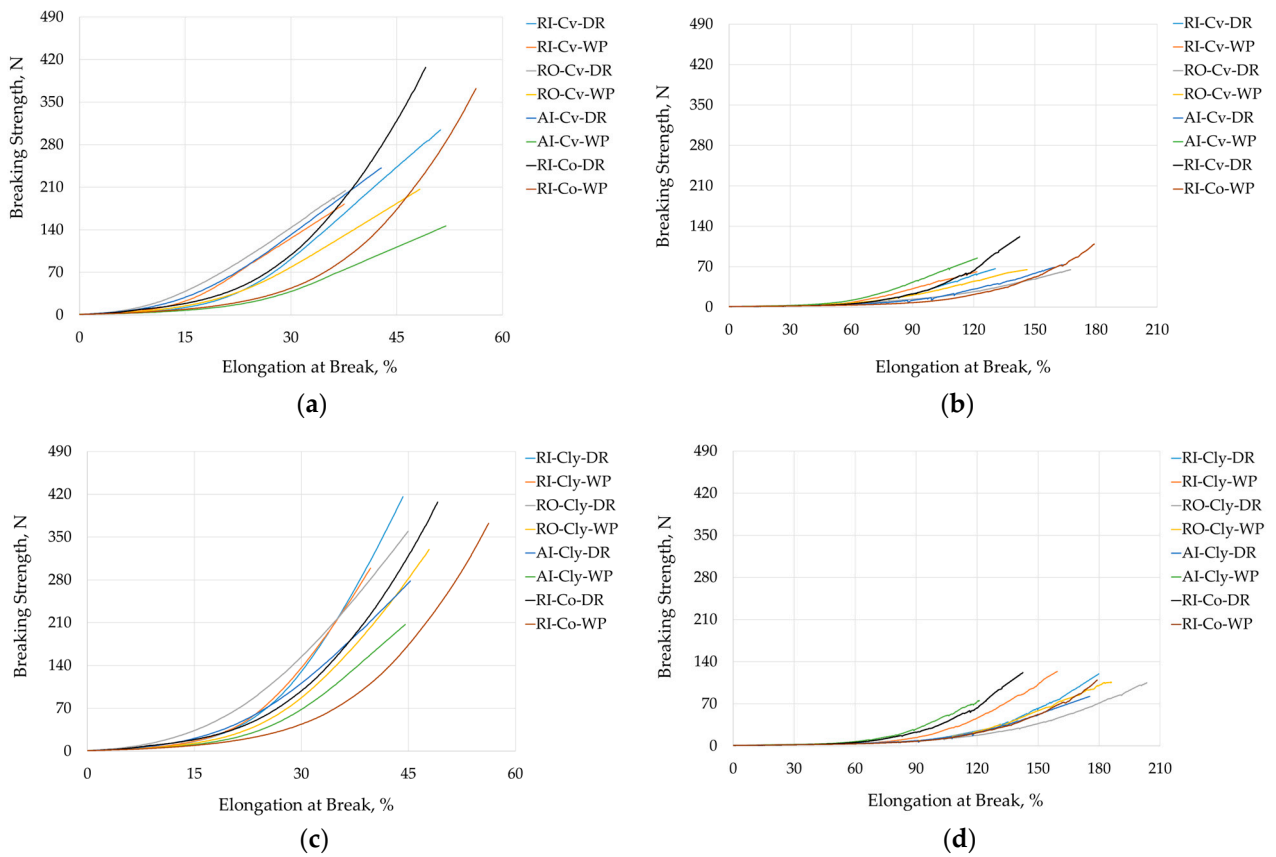 490
420
350
280
210
140
70
0
Breaking Strength, N
0 15 30 45 60
Elongation at Break, %
RI-Cv-DR
RI-Cv-WP
RO-Cv-DR
RO-Cv-WP
AI-Cv-DR
AI-Cv-WP
RI-Co-DR
RI-Co-WP
(a)
490
420
350
280
210
140
70
0
Breaking Strength, N
0 30 60 90 120 150 180 210
Elongation at Break, %
RI-Cv-DR
RI-Cv-WP
RO-Cv-DR
RO-Cv-WP
AI-Cv-DR
AI-Cv-WP
RI-Cv-DR
RI-Co-WP
(b)
490
420
350
280
210
140
70
0
Breaking Strength, N
0 15 30 45 60
Elongation at Break, %
RI-Cly-DR
RI-Cly-WP
RO-Cly-DR
RO-Cly-WP
AI-Cly-DR
AI-Cly-WP
RI-Co-DR
RI-Co-WP
(c)
490
420
350
280
210
140
70
0
Breaking Strength, N
0 30 60 90 120 150 180 210
Elongation at Break, %
RI-Cly-DR
RI-Cly-WP
RO-Cly-DR
RO-Cly-WP
AI-Cly-DR
AI-Cly-WP
RI-Co-DR
RI-Co-WP
(d)